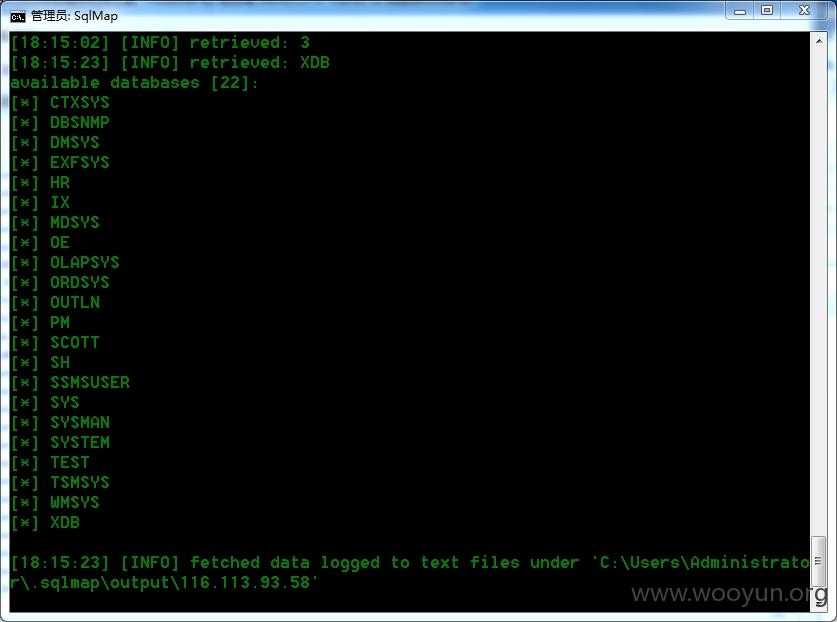 管理员: SqlMap
[18:15:02] [INFO] retrieved: 3
[18:15:23] [INFO] retrieved: XDB
available databases [22]:
[*] CTXSYS
[*] DBSNMP
[*] DMSYS
[*] EXFSYS
[*] HR
[*] IX
[*] MDSYS
[*] OE
[*] OLAPSYS
[*] ORDSYS
[*] OUTLN
[*] PM
[*] SCOTT
[*] SH
[*] SSMSUSER
[*] SYS
[*] SYSMAN
[*] SYSTEM
[*] TEST
[*] TSMSYS
[*] WMSYS
[*] XDB
[18:15:23] [INFO] fetched data logged to text files under 'C:\Users\Administrato
r\.sqlmap\output\116.113.93.58'
www.wooyun.org